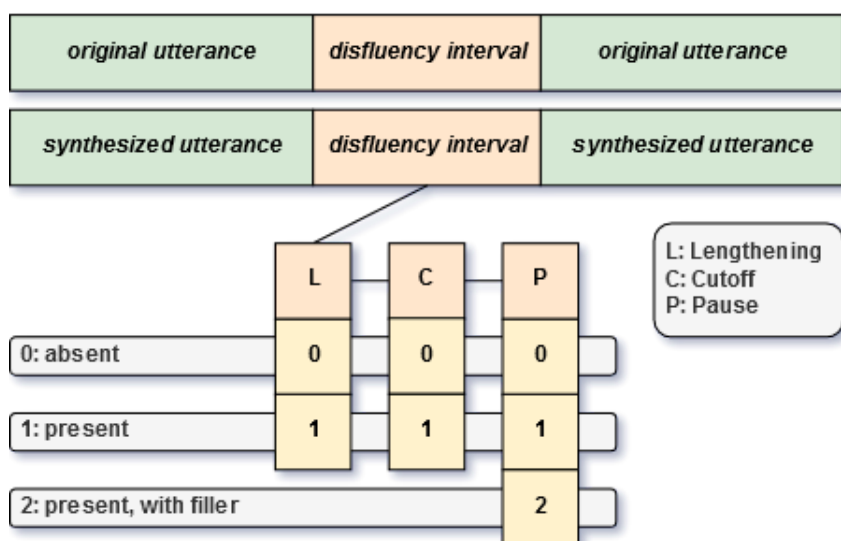 original utterance disfluency interval original utterance
synthesized utterance disfluency interval synthesized utterance
L C P
L: Lengthening
C: Cutoff
P: Pause
0: absent 0 0 0
1: present 1 1 1
2: present, with filler 2